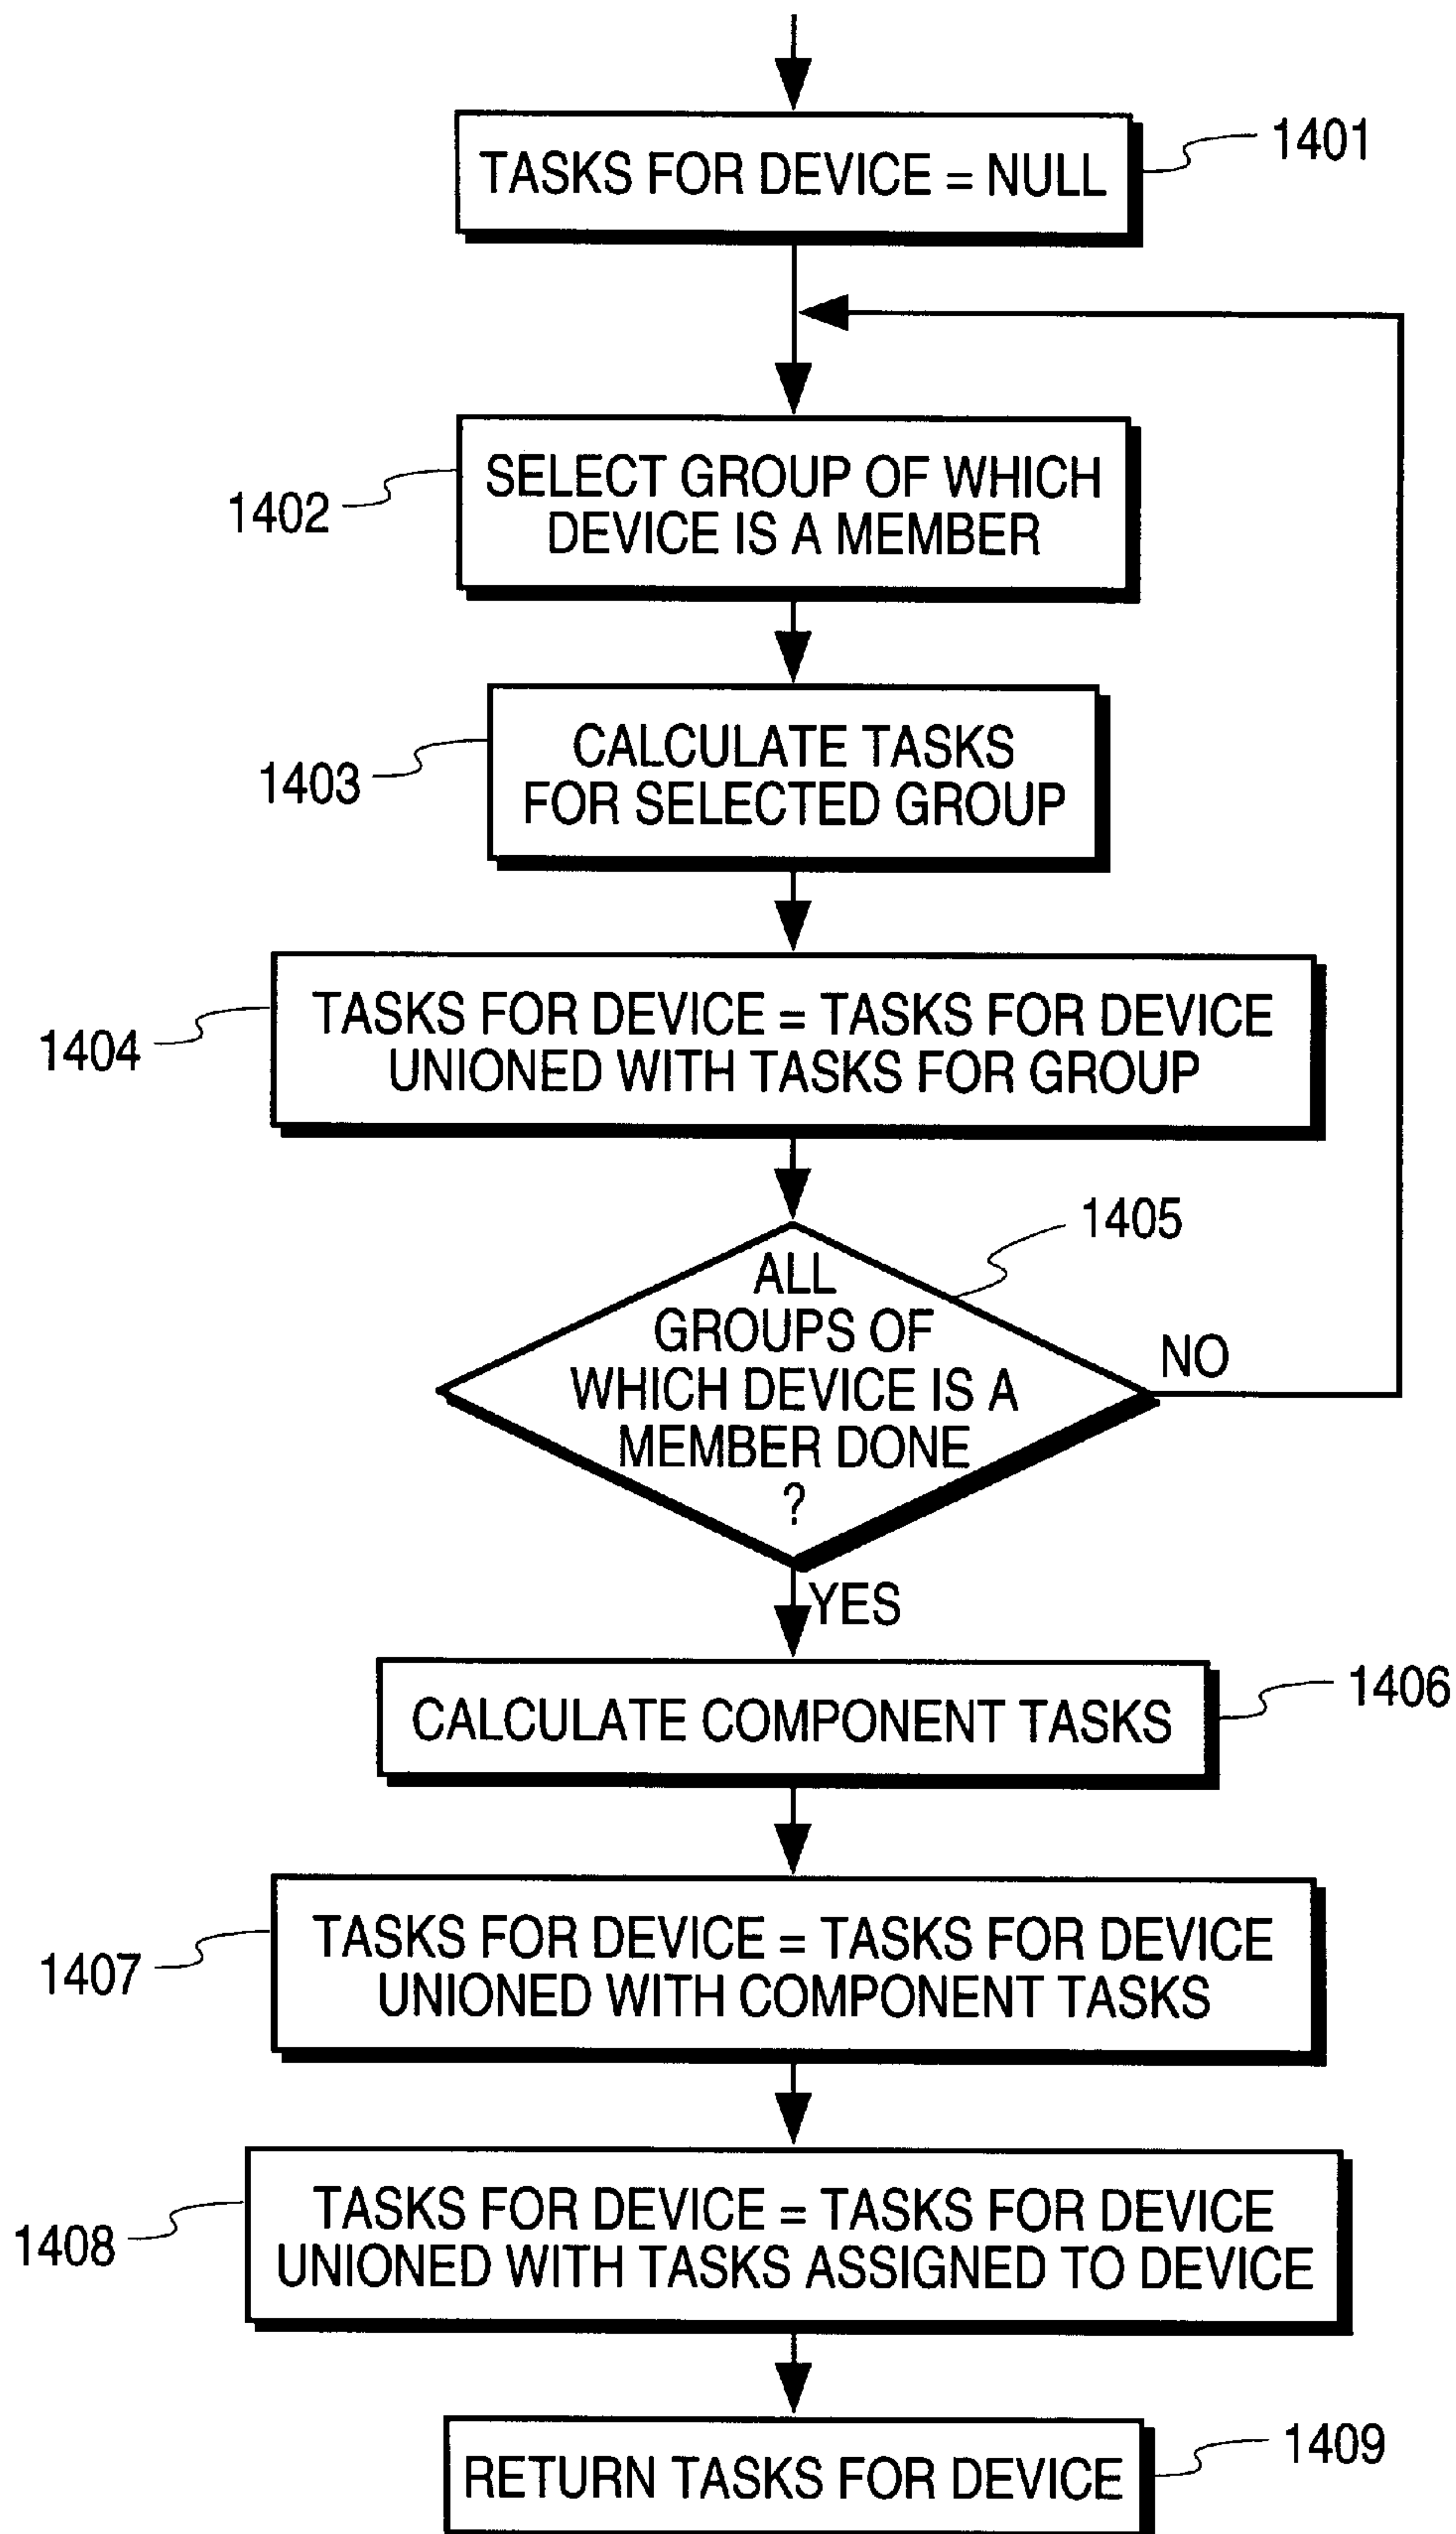 1401
TASKS FOR DEVICE = NULL
1402
SELECT GROUP OF WHICH
DEVICE IS A MEMBER
1403
CALCULATE TASKS
FOR SELECTED GROUP
1404
TASKS FOR DEVICE = TASKS FOR DEVICE
UNIONED WITH TASKS FOR GROUP
1405
ALL
GROUPS OF
WHICH DEVICE IS A
MEMBER DONE
?
NO
YES
1406
CALCULATE COMPONENT TASKS
1407
TASKS FOR DEVICE = TASKS FOR DEVICE
UNIONED WITH COMPONENT TASKS
1408
TASKS FOR DEVICE = TASKS FOR DEVICE
UNIONED WITH TASKS ASSIGNED TO DEVICE
1409
RETURN TASKS FOR DEVICE